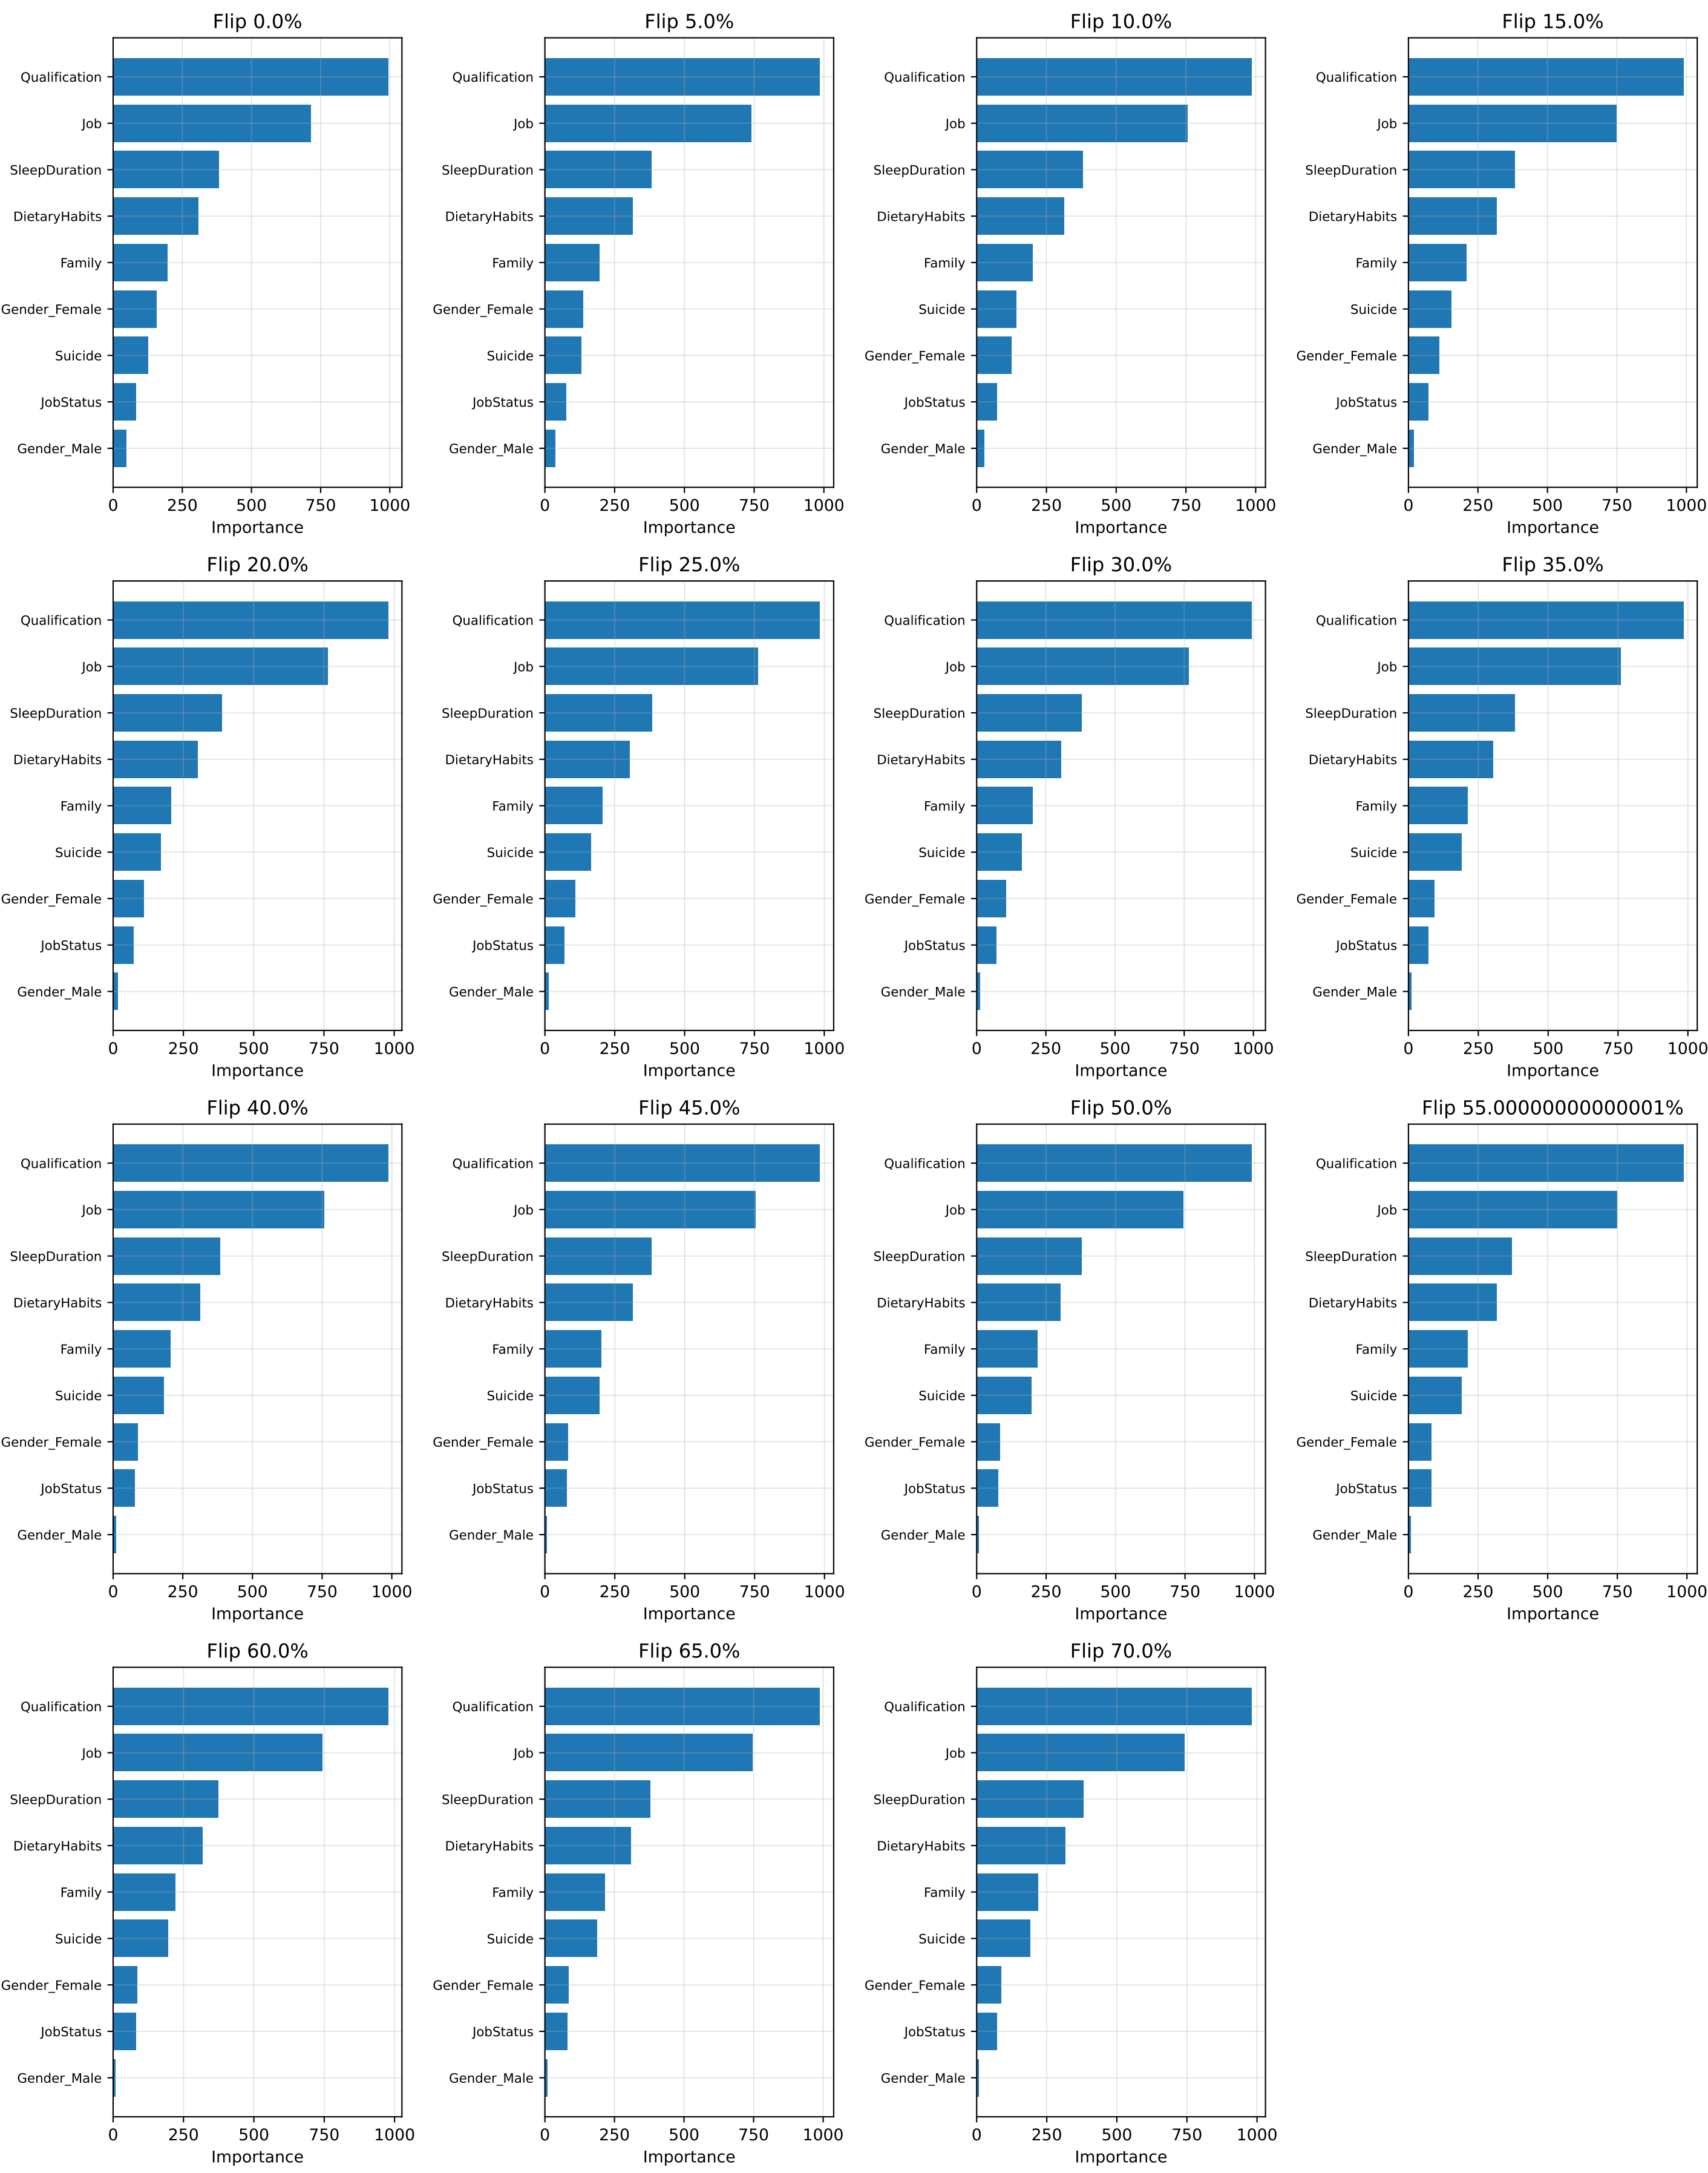 Flip 0.0%
Qualification
Job
SleepDuration
DietaryHabits
Family
Gender_Female
Suicide
JobStatus
Gender_Male
0 250 500 750 1000
Importance
Flip 5.0%
Qualification
Job
SleepDuration
DietaryHabits
Family
Gender_Female
Suicide
JobStatus
Gender_Male
0 250 500 750 1000
Importance
Flip 10.0%
Qualification
Job
SleepDuration
DietaryHabits
Family
Suicide
Gender_Female
JobStatus
Gender_Male
0 250 500 750 1000
Importance
Flip 15.0%
Qualification
Job
SleepDuration
DietaryHabits
Family
Suicide
Gender_Female
JobStatus
Gender_Male
0 250 500 750 1000
Importance
Flip 20.0%
Qualification
Job
SleepDuration
DietaryHabits
Family
Suicide
Gender_Female
JobStatus
Gender_Male
0 250 500 750 1000
Importance
Flip 25.0%
Qualification
Job
SleepDuration
DietaryHabits
Family
Suicide
Gender_Female
JobStatus
Gender_Male
0 250 500 750 1000
Importance
Flip 30.0%
Qualification
Job
SleepDuration
DietaryHabits
Family
Suicide
Gender_Female
JobStatus
Gender_Male
0 250 500 750 1000
Importance
Flip 35.0%
Qualification
Job
SleepDuration
DietaryHabits
Family
Suicide
Gender_Female
JobStatus
Gender_Male
0 250 500 750 1000
Importance
Flip 40.0%
Qualification
Job
SleepDuration
DietaryHabits
Family
Suicide
Gender_Female
JobStatus
Gender_Male
0 250 500 750 1000
Importance
Flip 45.0%
Qualification
Job
SleepDuration
DietaryHabits
Family
Suicide
Gender_Female
JobStatus
Gender_Male
0 250 500 750 1000
Importance
Flip 50.0%
Qualification
Job
SleepDuration
DietaryHabits
Family
Suicide
Gender_Female
JobStatus
Gender_Male
0 250 500 750 1000
Importance
Flip 55.00000000000001%
Qualification
Job
SleepDuration
DietaryHabits
Family
Suicide
Gender_Female
JobStatus
Gender_Male
0 250 500 750 1000
Importance
Flip 60.0%
Qualification
Job
SleepDuration
DietaryHabits
Family
Suicide
Gender_Female
JobStatus
Gender_Male
0 250 500 750 1000
Importance
Flip 65.0%
Qualification
Job
SleepDuration
DietaryHabits
Family
Suicide
Gender_Female
JobStatus
Gender_Male
0 250 500 750 1000
Importance
Flip 70.0%
Qualification
Job
SleepDuration
DietaryHabits
Family
Suicide
Gender_Female
JobStatus
Gender_Male
0 250 500 750 1000
Importance